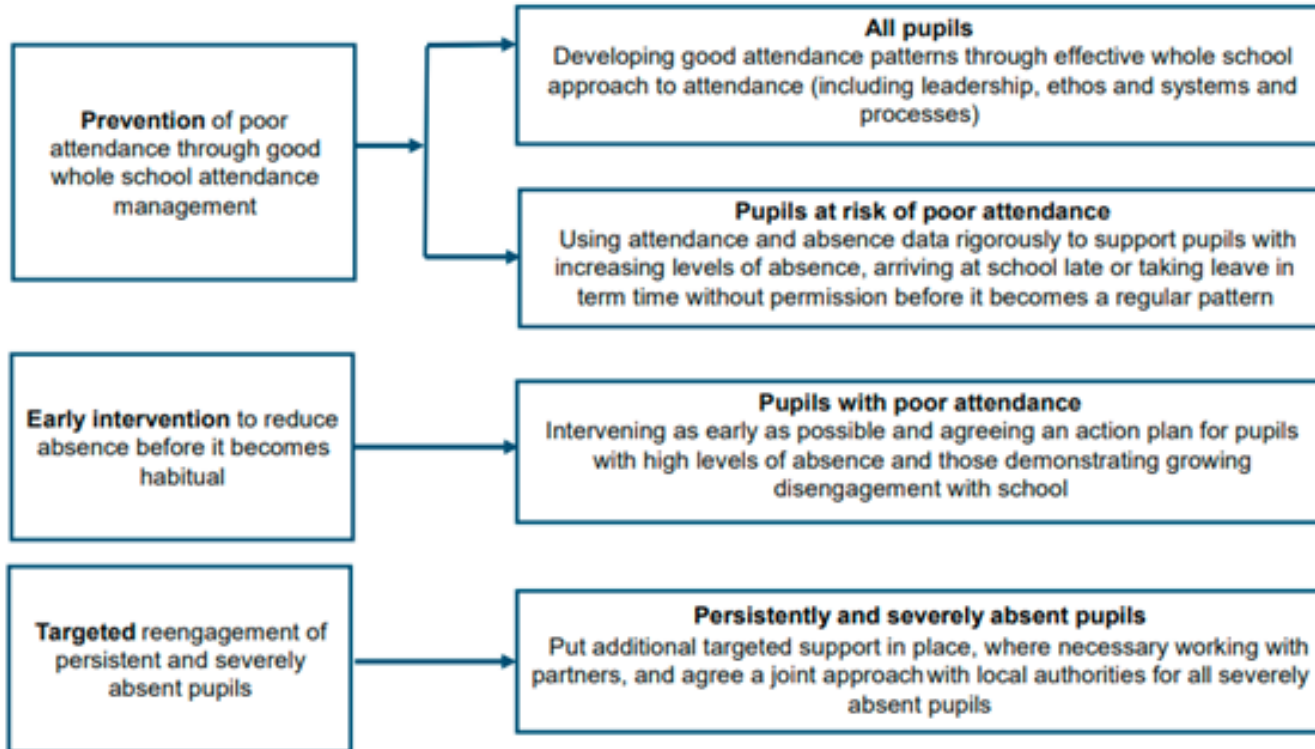 Prevention of poor
attendance through good
whole school attendance
management
All pupils
Developing good attendance patterns through effective whole school
approach to attendance (including leadership, ethos and systems and
processes)
Pupils at risk of poor attendance
Using attendance and absence data rigorously to support pupils with
increasing levels of absence, arriving at school late or taking leave in
term time without permission before it becomes a regular pattern
Early intervention to reduce
absence before it becomes
habitual
Pupils with poor attendance
Intervening as early as possible and agreeing an action plan for pupils
with high levels of absence and those demonstrating growing
disengagement with school
Targeted reengagement of
persistent and severely
absent pupils
Persistently and severely absent pupils
Put additional targeted support in place, where necessary working with
partners, and agree a joint approach with local authorities for all severely
absent pupils